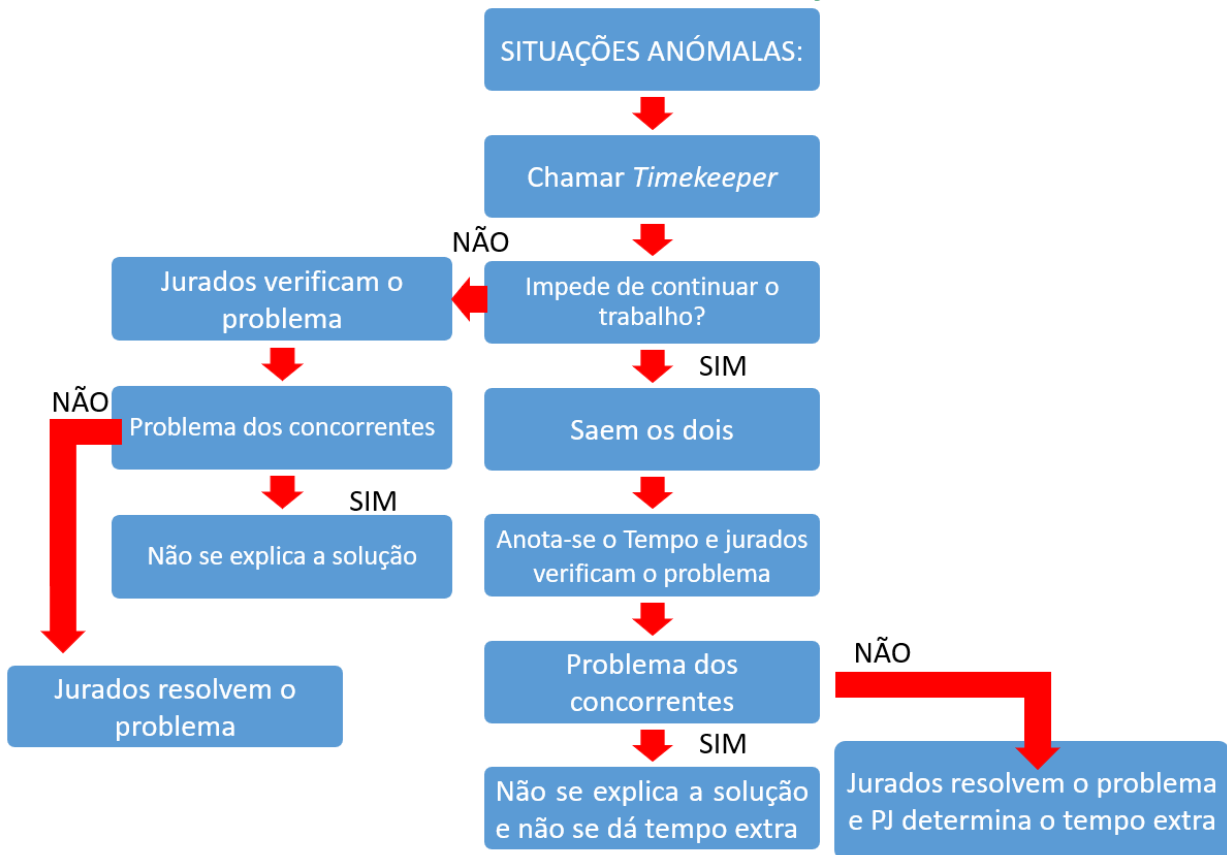 SITUAÇÕES ANÓMALAS:
Chamar Timekeeper
NÃO
Impede de continuar o
trabalho?
Jurados verificam o
problema
SIM
NÃO
Problema dos concorrentes
Saem os dois
SIM
Não se explica a solução
Anota-se o Tempo e jurados
verificam o problema
Jurados resolvem o
problema
Problema dos
concorrentes
NÃO
SIM
Não se explica a solução
e não se dá tempo extra
Jurados resolvem o problema
e PJ determina o tempo extra